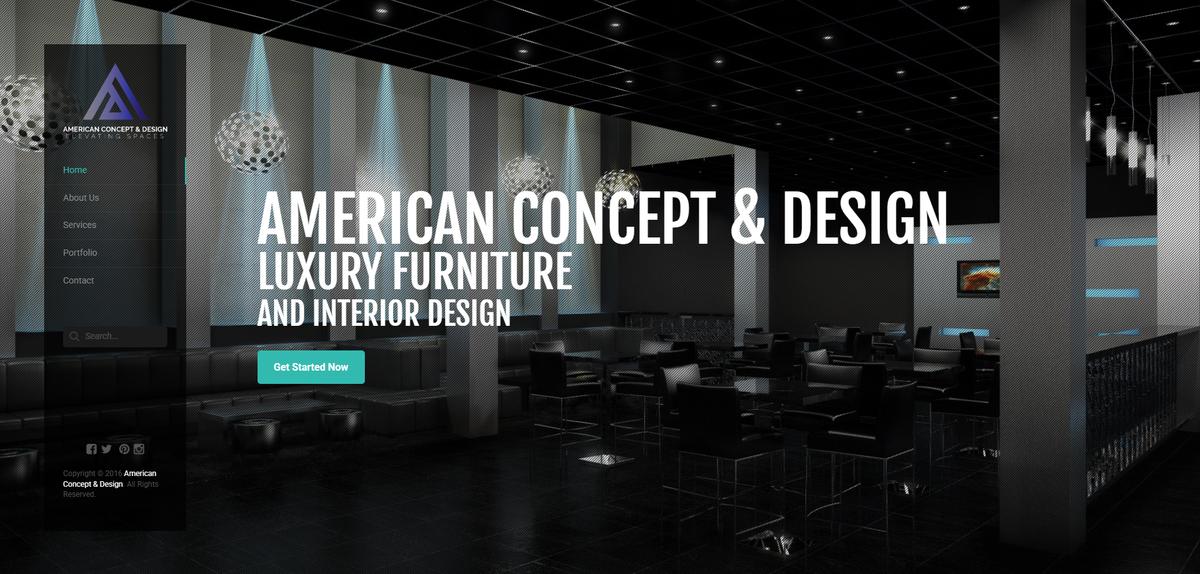 AMERICAN CONCEPT & DESIGN
ELEVATING SPACES
Home
About Us
Services
Portfolio
Contact
Search...
Copyright © 2016 American
Concept & Design. All Rights
Reserved.
AMERICAN CONCEPT & DESIGN
LUXURY FURNITURE
AND INTERIOR DESIGN
Get Started Now